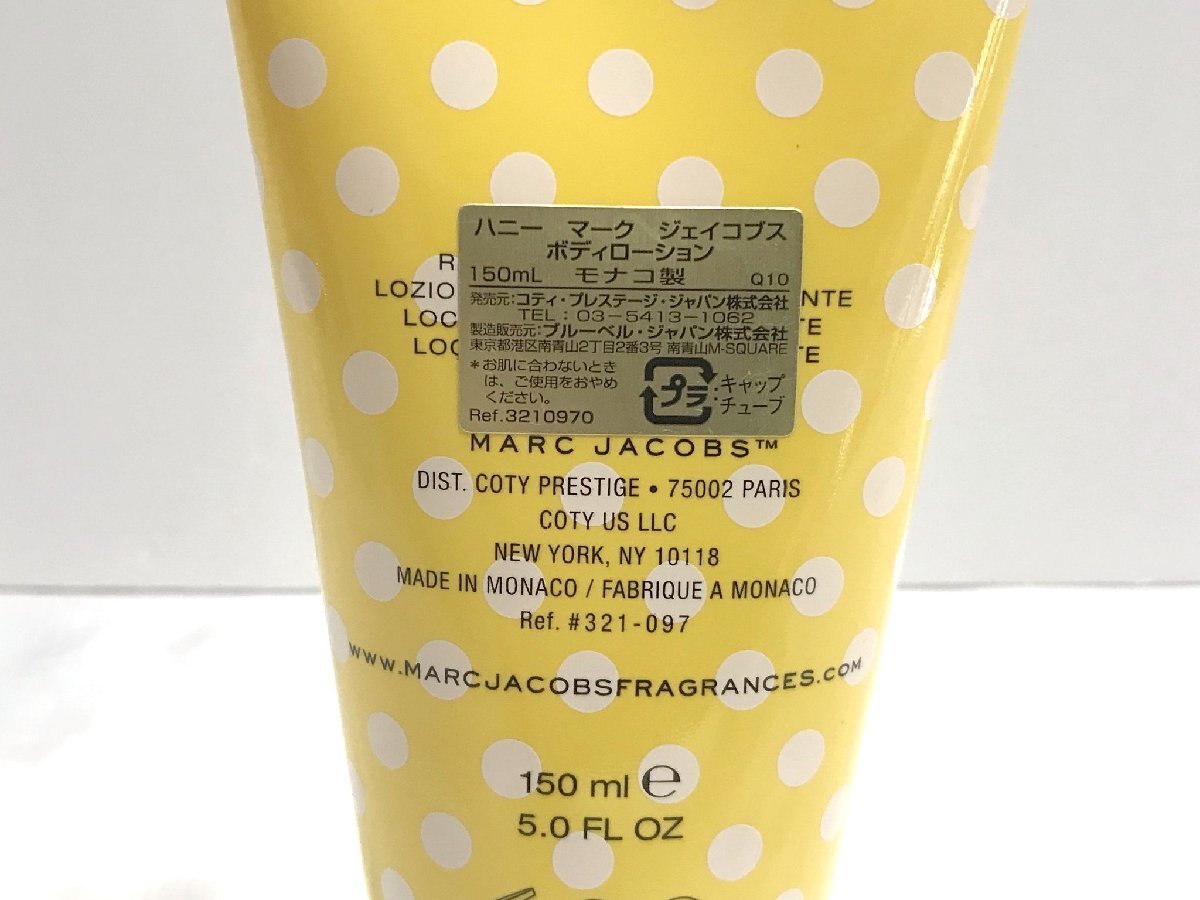 ハニー マーク ジェイコブス
ボディローション
150mL モナコ製 Q10
発売元:コティ・プレステージ・ジャパン株式会社
TEL:03-5413-1062
製造販売元:ブルーベル・ジャパン株式会社
東京都港区南青山2丁目2番3号 南青山M-SQUARE
*お肌に合わないとき
は、ご使用をおやめ
ください。
Ref.3210970
プラ:キャップ
チューブ
MARC JACOBS™
DIST. COTY PRESTIGE • 75002 PARIS
COTY US LLC
NEW YORK, NY 10118
MADE IN MONACO / FABRIQUE A MONACO
Ref. #321-097
WWW.MARCJACOBSFRAGRANCES.COM
150 ml ℮
5.0 FL OZ